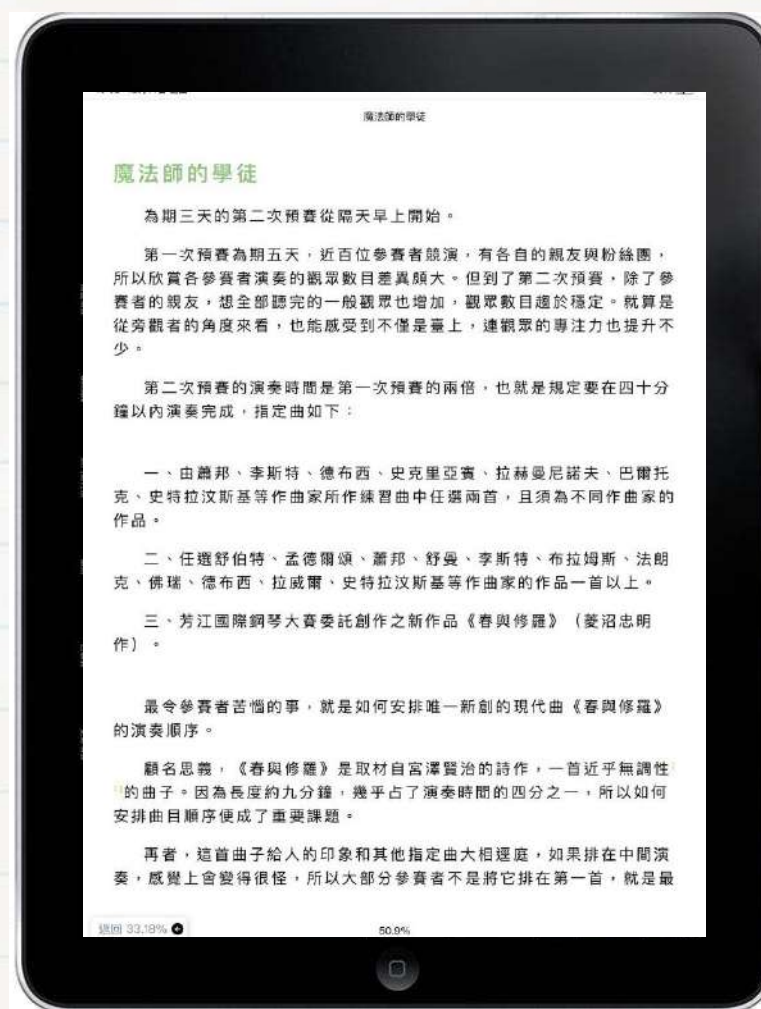 魔法師的學徒
魔法師的學徒
為期三天的第二次預賽從隔天早上開始。
第一次預賽為期五天，近百位參賽者競演，有各自的親友與粉絲團，
所以欣賞各參賽者演奏的觀眾數目差異頗大。但到了第二次預賽，除了參
賽者的親友，想全部聽完的一般觀眾也增加，觀眾數目趨於穩定。就算是
從旁觀者的角度來看，也能感受到不僅是臺上，連觀眾的專注力也提升不
少。
第二次預賽的演奏時間是第一次預賽的兩倍，也就是規定要在四十分
鐘以內演奏完成，指定曲如下：
一、由蕭邦、李斯特、德布西、史克里亞賓、拉赫曼尼諾夫、巴爾托
克、史特拉汶斯基等作曲家所作練習曲中任選兩首，且須為不同作曲家的
作品。
二、任選舒伯特、孟德爾頌、蕭邦、舒曼、李斯特、布拉姆斯、法朗
克、佛瑞、德布西、拉威爾、史特拉汶斯基等作曲家的作品一首以上。
三、芳江國際鋼琴大賽委託創作之新作品《春與修羅》（菱沼忠明
作）。
最令參賽者苦惱的事，就是如何安排唯一新創的現代曲《春與修羅》
的演奏順序。
顧名思義，《春與修羅》是取材自宮澤賢治的詩作，一首近乎無調性
的曲子。因為長度約九分鐘，幾乎占了演奏時間的四分之一，所以如何
安排曲目順序便成了重要課題。
再者，這首曲子給人的印象和其他指定曲大相逕庭，如果排在中間演
奏，感覺上會變得很怪，所以大部分參賽者不是將它排在第一首，就是最
返回 33.18%
50.9%